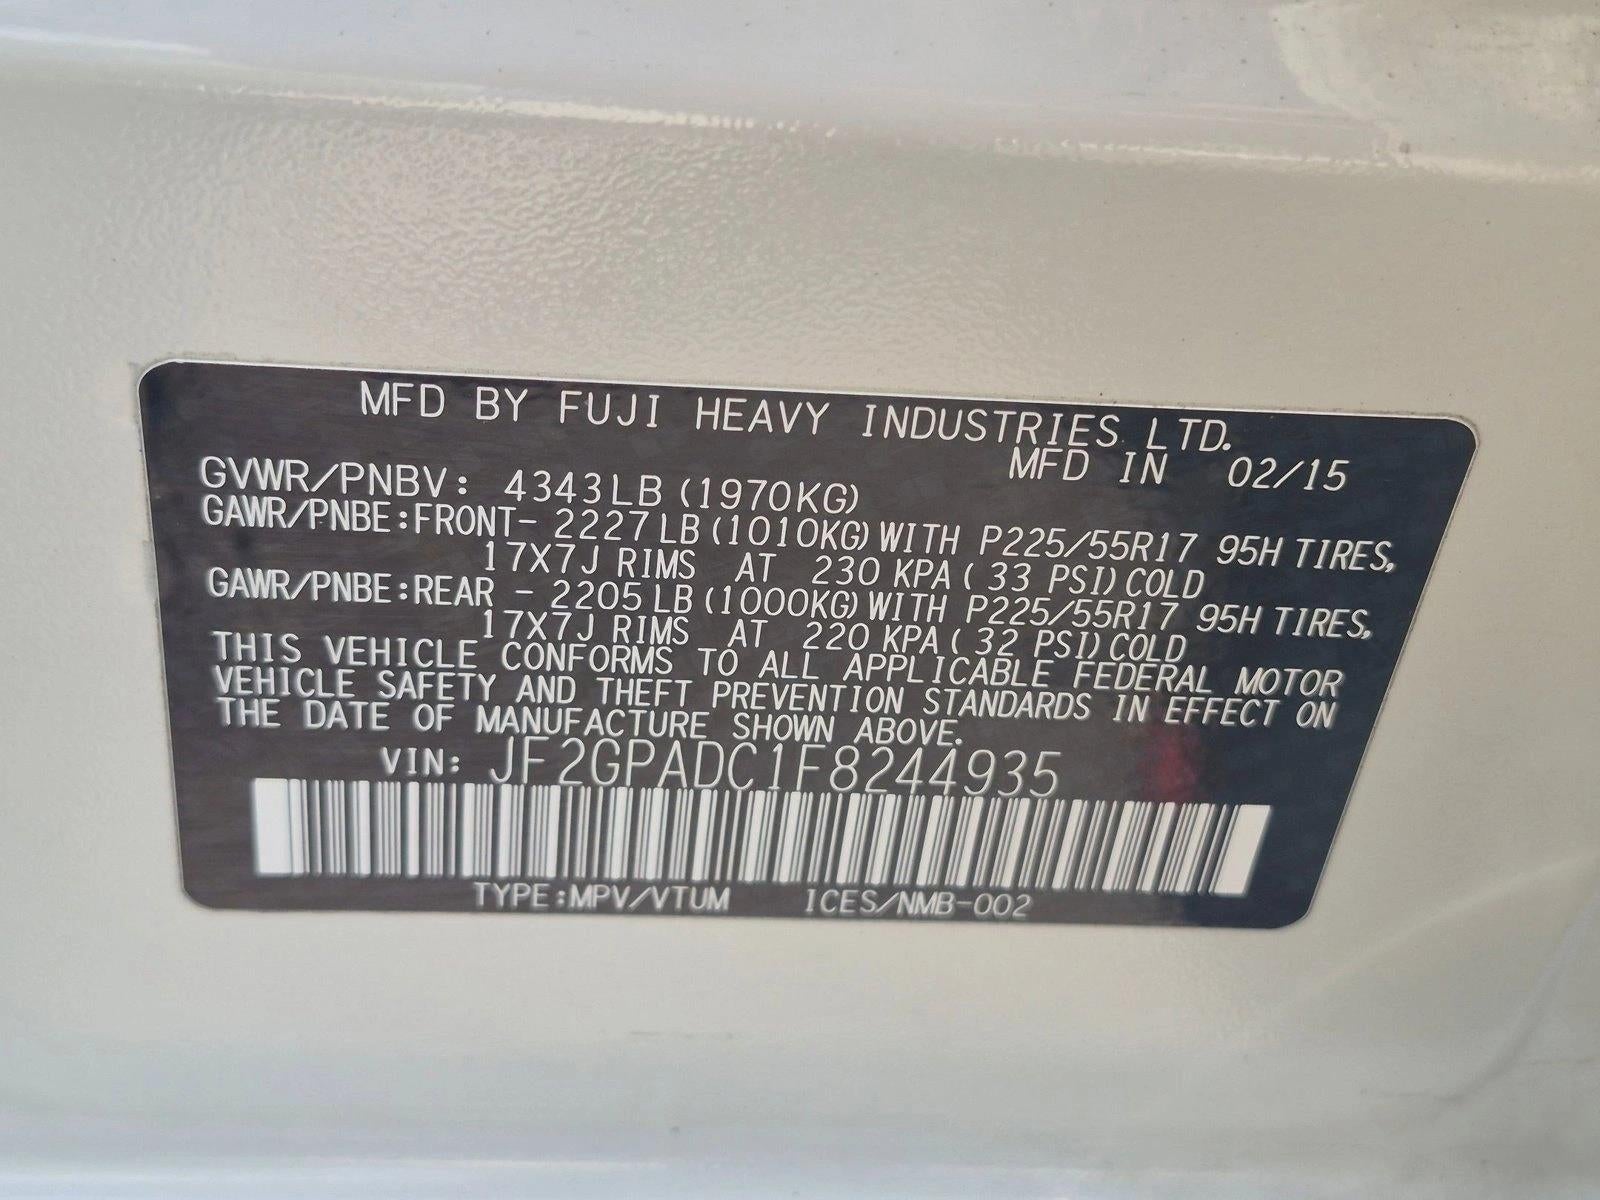 MFD BY FUJI HEAVY INDUSTRIES LTD.
MFD IN 02/15
GVWR/PNBV: 4343LB (1970KG)
GAWR/PNBE:FRONT- 2227LB (1010KG) WITH P225/55R17 95H TIRES,
17X7J RIMS AT 230 KPA ( 33 PSI) COLD
GAWR/PNBE:REAR - 2205LB (1000KG) WITH P225/55R17 95H TIRES,
17X7J RIMS AT 220 KPA ( 32 PSI) COLD
THIS VEHICLE CONFORMS TO ALL APPLICABLE FEDERAL MOTOR
VEHICLE SAFETY AND THEFT PREVENTION STANDARDS IN EFFECT ON
THE DATE OF MANUFACTURE SHOWN ABOVE.
VIN: JF2GPADC1F8244935
TYPE:MPV/VTUM ICES/NMB-002